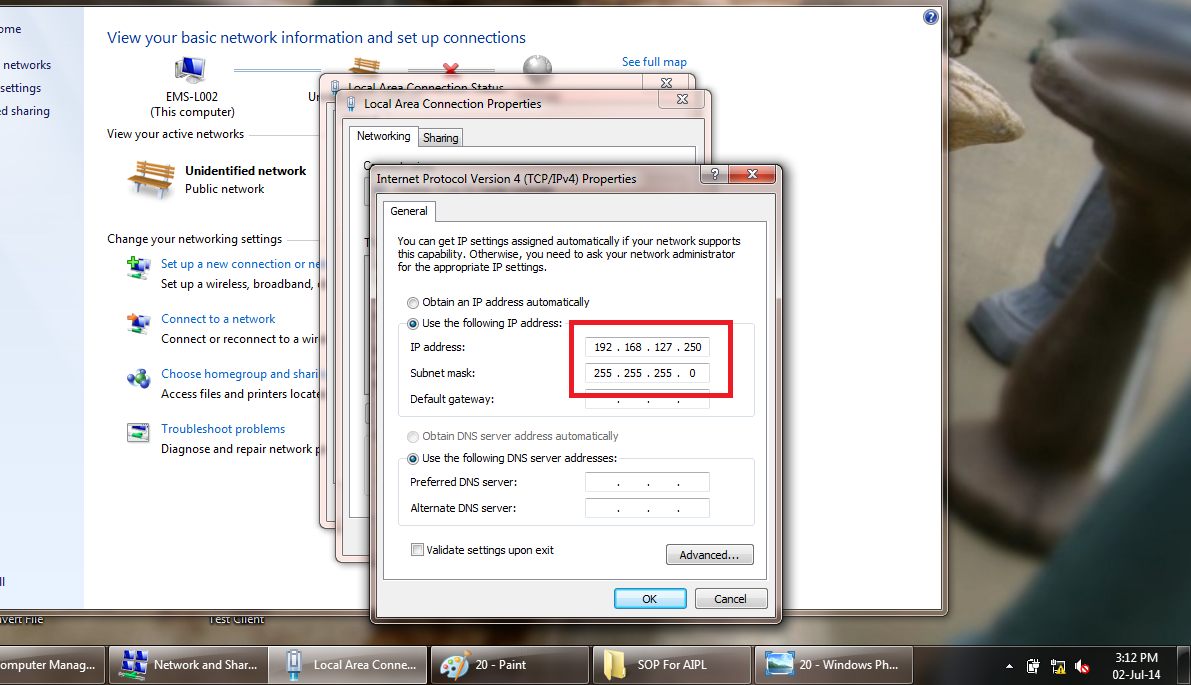 ome
networks
settings
d sharing
View your basic network information and set up connections
See full map
EMS-L002
(This computer)
View your active networks
Unidentified network
Public network
Change your networking settings
Set up a new connection or ne
Set up a wireless, broadband,
Connect to a network
Connect or reconnect to a wir
Choose homegroup and shari
Access files and printers locate
Troubleshoot problems
Diagnose and repair network p
Local Area Connection Status
Local Area Connection Properties
Networking
Sharing
Internet Protocol Version 4 (TCP/IPv4) Properties
General
You can get IP settings assigned automatically if your network supports
this capability. Otherwise, you need to ask your network administrator
for the appropriate IP settings.
Obtain an IP address automatically
Use the following IP address:
IP address: 192 . 168 . 127 . 250
Subnet mask: 255 . 255 . 255 . 0
Default gateway: . . .
Obtain DNS server address automatically
Use the following DNS server addresses:
Preferred DNS server: . . .
Alternate DNS server: . . .
Validate settings upon exit
Advanced...
OK
Cancel
vert File
Test Client
omputer Manag...
Network and Shar...
Local Area Conne...
20 - Paint
SOP For AIPL
20 - Windows Ph...
3:12 PM
02-Jul-14